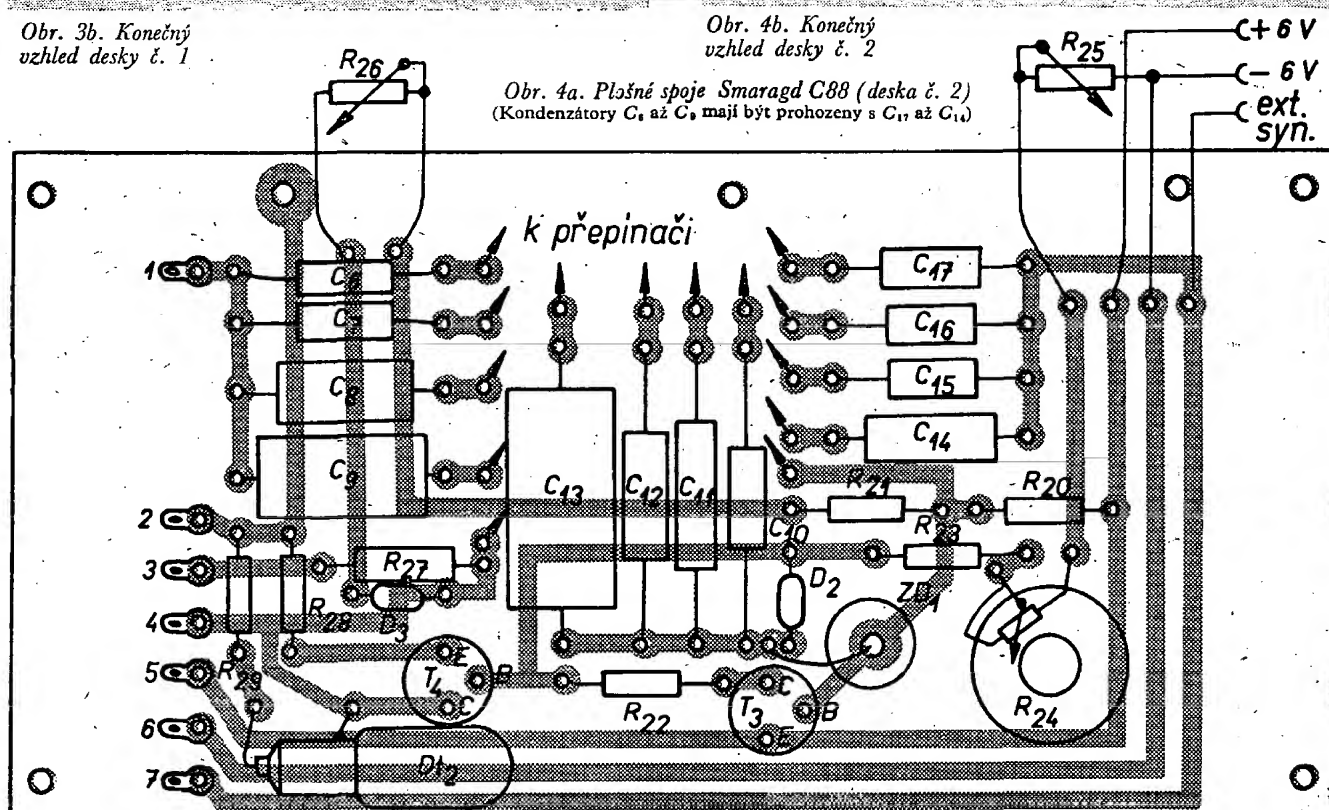 Obr. 3b. Konečný
vzhled desky č. 1
Obr. 4b. Konečný
vzhled desky č. 2
Obr. 4a. Plošné spoje Smaragd C88 (deska č. 2)
(Kondenzátory C₆ až C₉ mají být prohozeny s C₁₇ až C₁₄)
R26
R25
+ 6 V
- 6 V
ext.
syn.
k přepínači
1
C6
C7
C8
C9
C17
C16
C15
C14
C13
C12
C11
C10
R21
R20
R23
2
3
4
5
6
7
R27
R28
D3
R29
D2
ZD1
T4
E
B
C
R22
T3
C
B
E
R24
Dt2